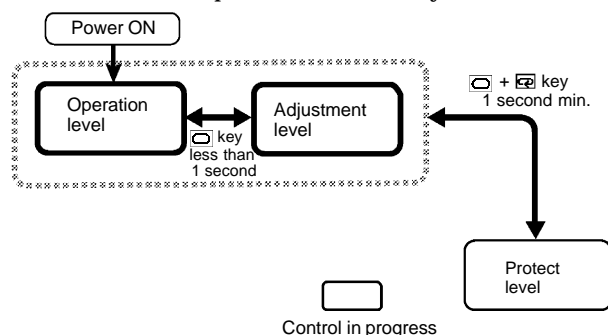 Power ON
Operation
level
Adjustment
level
key
less than
1 second
+ key
1 second min.
Protect
level
Control in progress